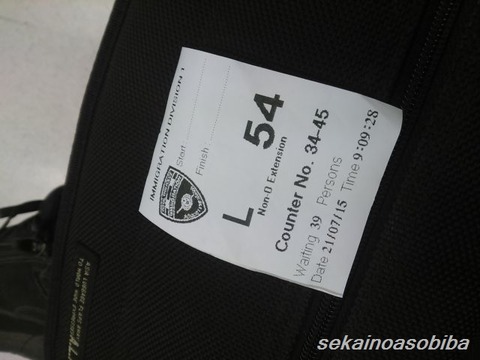 IMMIGRATION DIVISION 1
Start
Finish
L 54
Non-O Extension
Counter No. 34-45
Waiting 39 Persons
Date 21/07/15 Time 9:09:28
sekainoasobiba